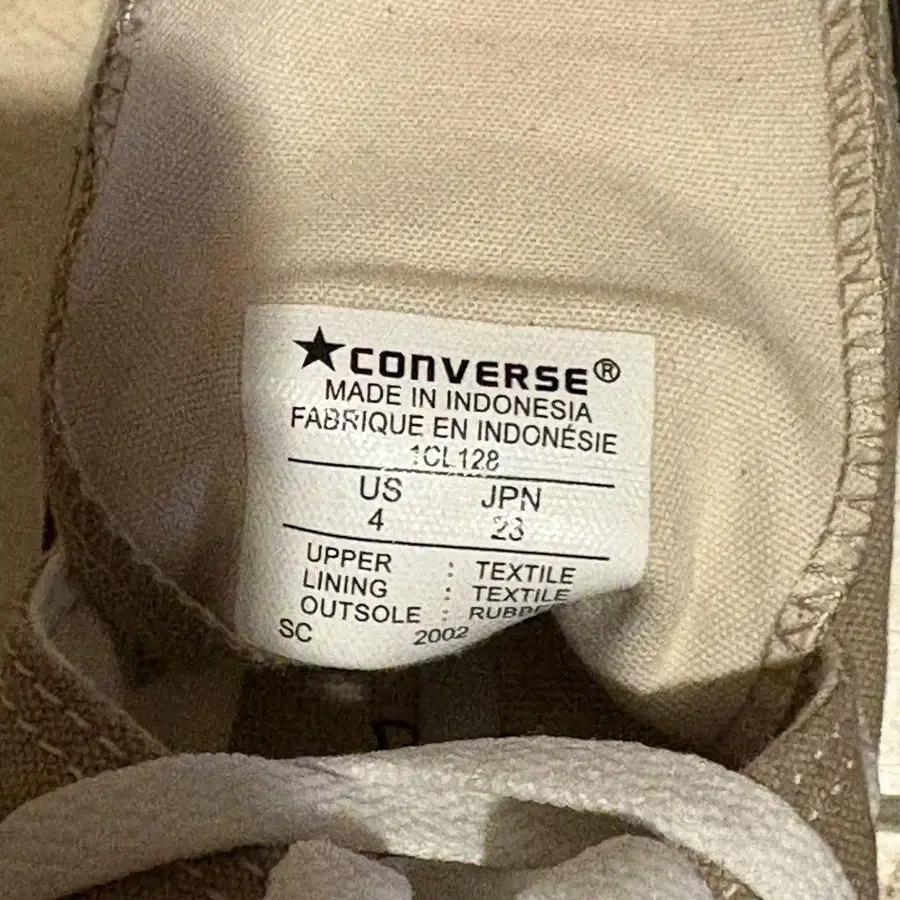 ★CONVERSE®
MADE IN INDONESIA
FABRIQUE EN INDONÉSIE
1CL128
US JPN
4 23
UPPER : TEXTILE
LINING : TEXTILE
OUTSOLE :
SC 2002